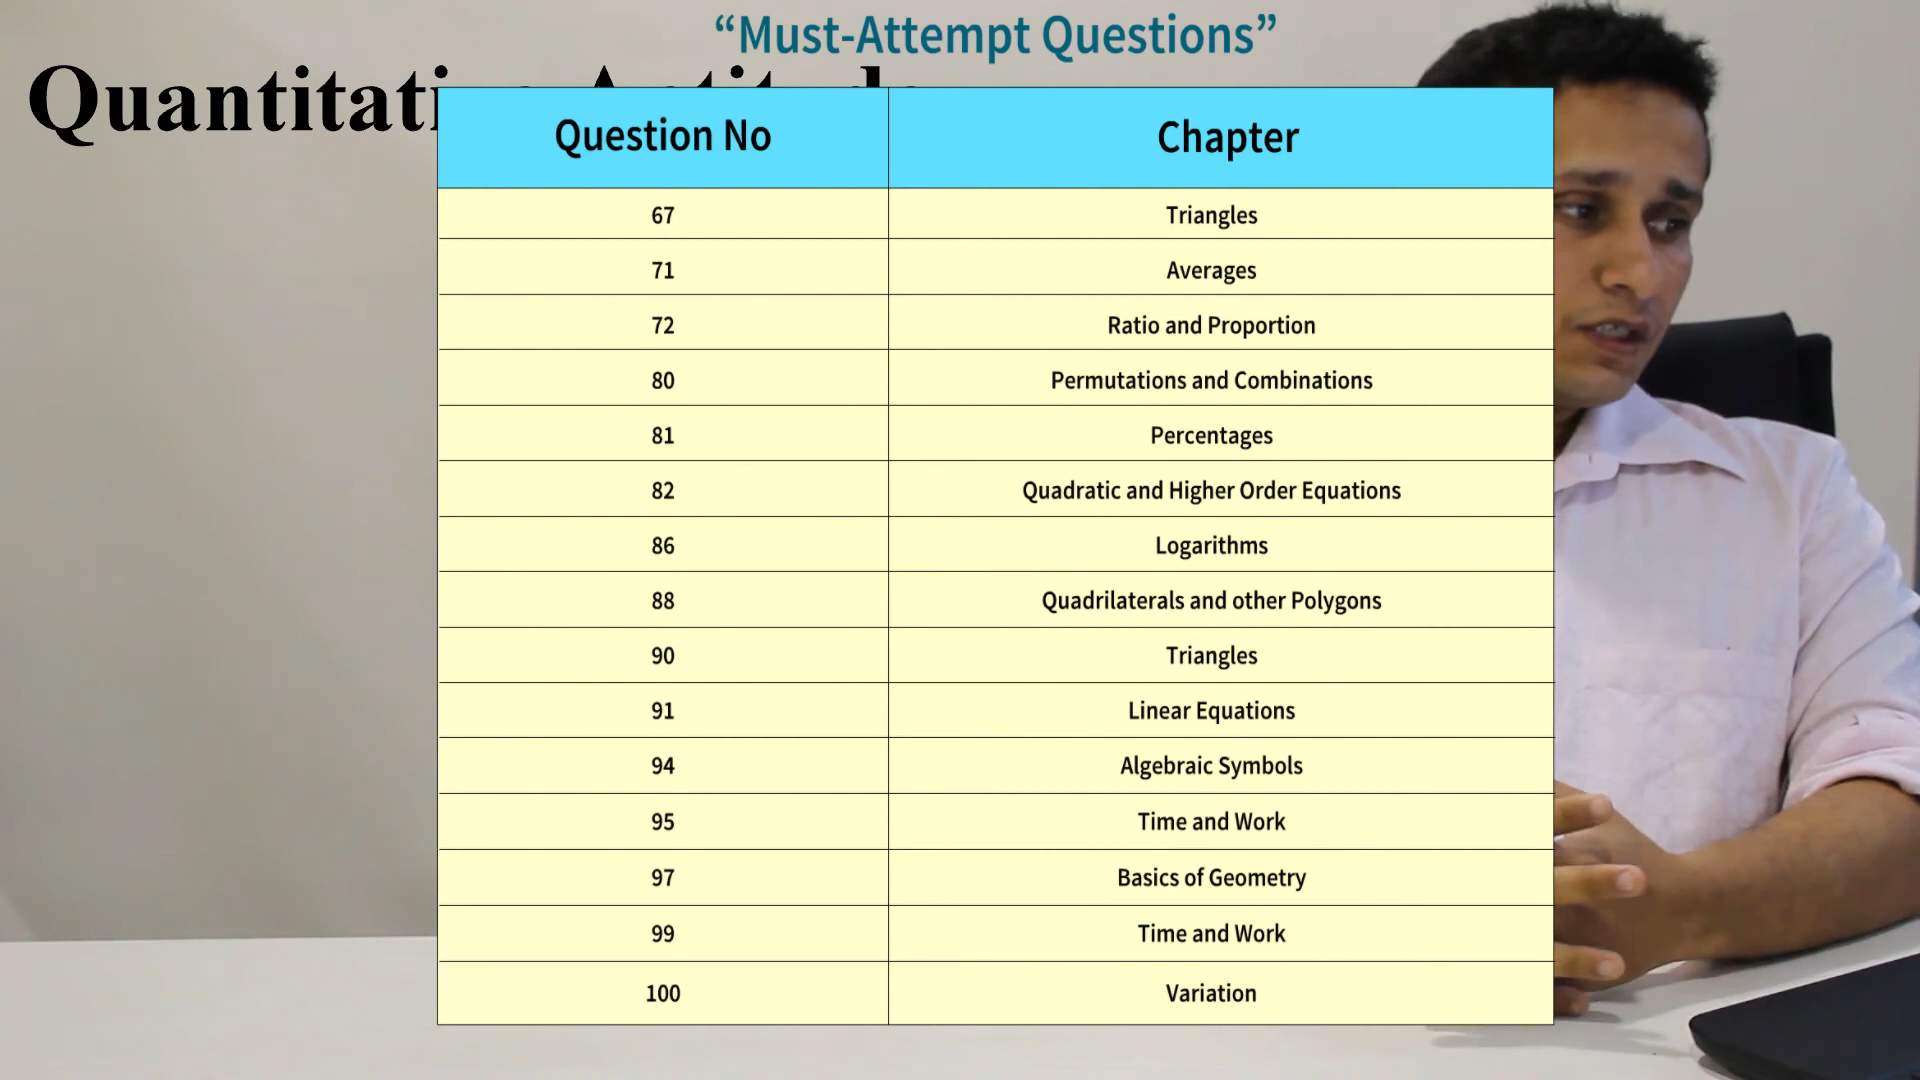 “Must-Attempt Questions”
Quantitati
Question No Chapter
67 Triangles
71 Averages
72 Ratio and Proportion
80 Permutations and Combinations
81 Percentages
82 Quadratic and Higher Order Equations
86 Logarithms
88 Quadrilaterals and other Polygons
90 Triangles
91 Linear Equations
94 Algebraic Symbols
95 Time and Work
97 Basics of Geometry
99 Time and Work
100 Variation